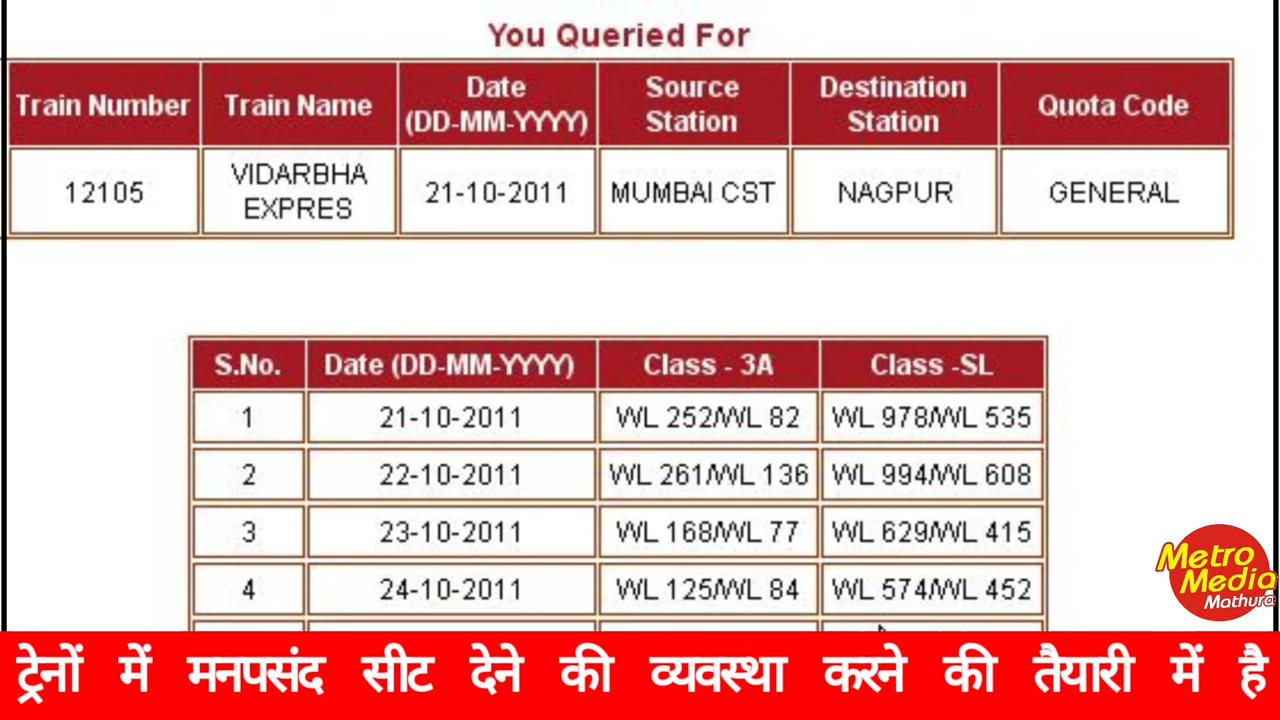 You Queried For
Train Number Train Name Date (DD-MM-YYYY) Source Station Destination Station Quota Code
12105 VIDARBHA EXPRES 21-10-2011 MUMBAI CST NAGPUR GENERAL
S.No. Date (DD-MM-YYYY) Class - 3A Class -SL
1 21-10-2011 WL 252/WL 82 WL 978/WL 535
2 22-10-2011 WL 261/WL 136 WL 994/WL 608
3 23-10-2011 WL 168/WL 77 WL 629/WL 415
4 24-10-2011 WL 125/WL 84 WL 574/WL 452
Metro
Media
Mathura
ट्रेनों में मनपसंद सीट देने की व्यवस्था करने की तैयारी में है